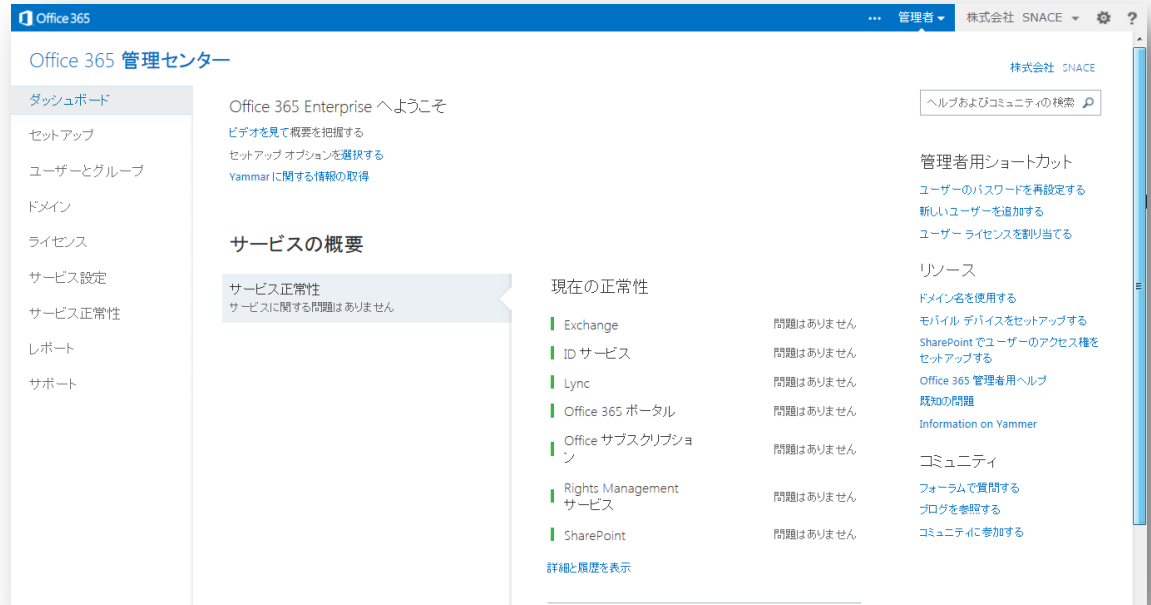 Office 365
••• 管理者 株式会社 SNACE ?
Office 365 管理センター
株式会社 SNACE
ダッシュボード
セットアップ
ユーザーとグループ
ドメイン
ライセンス
サービス設定
サービス正常性
レポート
サポート
Office 365 Enterprise へようこそ
ビデオを見て概要を把握する
セットアップ オプションを選択する
Yammar に関する情報の取得
サービスの概要
サービス正常性
サービスに関する問題はありません
現在の正常性
Exchange 問題はありません
ID サービス 問題はありません
Lync 問題はありません
Office 365 ポータル 問題はありません
Office サブスクリプショ
ン 問題はありません
Rights Management
サービス 問題はありません
SharePoint 問題はありません
詳細と履歴を表示
ヘルプおよびコミュニティの検索
管理者用ショートカット
ユーザーのパスワードを再設定する
新しいユーザーを追加する
ユーザー ライセンスを割り当てる
リソース
ドメイン名を使用する
モバイル デバイスをセットアップする
SharePoint でユーザーのアクセス権を
セットアップする
Office 365 管理者用ヘルプ
既知の問題
Information on Yammer
コミュニティ
フォーラムで質問する
ブログを参照する
コミュニティに参加する